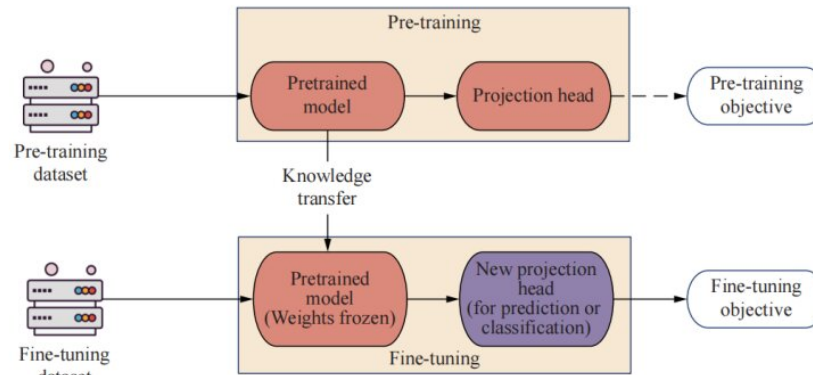 Pre-training
Pretrained
model
Projection head
Pre-training
objective
Pre-training
dataset
Knowledge
transfer
Pretrained
model
(Weights frozen)
New projection
head
(for prediction or
classification)
Fine-tuning
objective
Fine-tuning
dataset
Fine-tuning